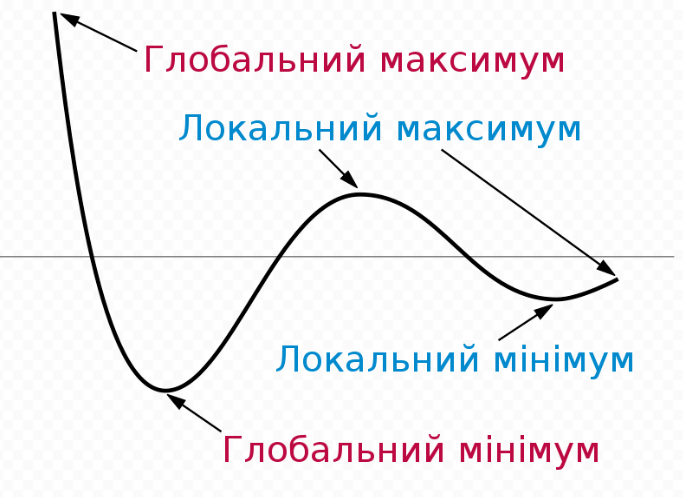 Глобальний максимум
Локальний максимум
Локальний мінімум
Глобальний мінімум